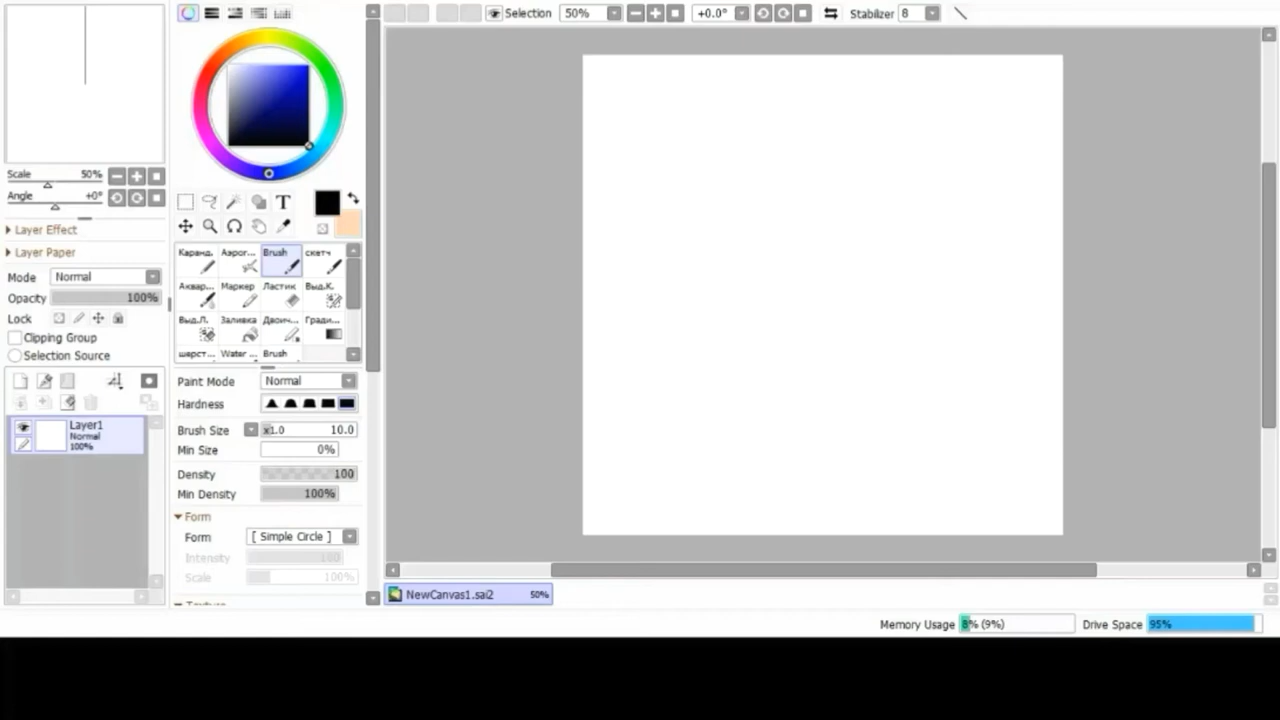 Selection 50% +0.0° Stabilizer 8
Scale 50%
Angle +0°
Layer Effect
Layer Paper
Mode Normal
Opacity 100%
Lock
Clipping Group
Selection Source
Layer1
Normal
100%
T
Каранд. Аэрог... Brush скетч
Аквар... Маркер Ластик Выд.К.
Выд.Л. Заливка Двоич... Гради...
шерст... Water ... Brush
Paint Mode Normal
Hardness
Brush Size x1.0 10.0
Min Size 0%
Density 100
Min Density 100%
Form
Form [ Simple Circle ]
Intensity 100
Scale 100%
NewCanvas1.sai2 50%
Memory Usage 8% (9%) Drive Space 95%